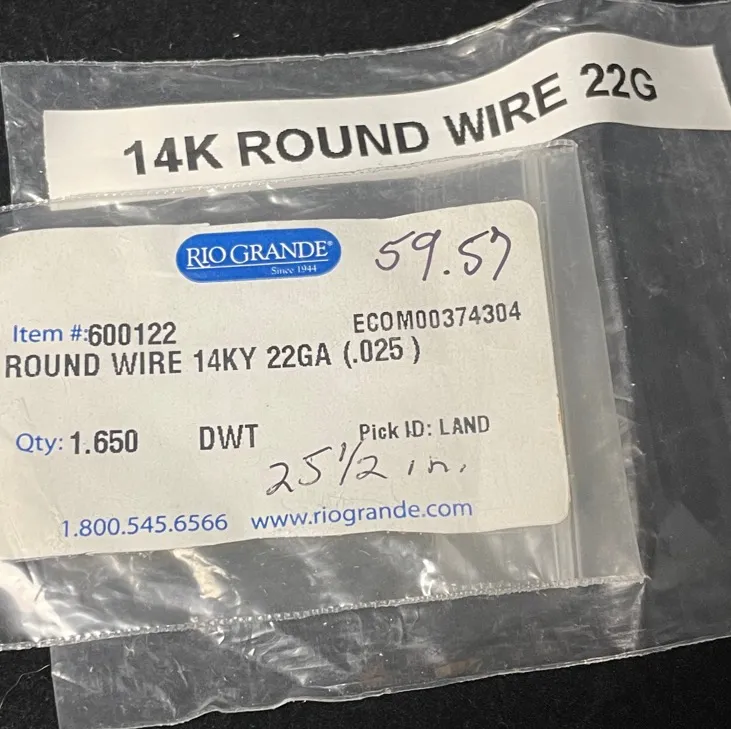 14K ROUND WIRE 22G
RIO GRANDE®
Since 1944
59.57
Item #:600122
ECOM00374304
ROUND WIRE 14KY 22GA (.025 )
Qty: 1.650 DWT
Pick ID: LAND
25 1/2 in.
1.800.545.6566 www.riogrande.com